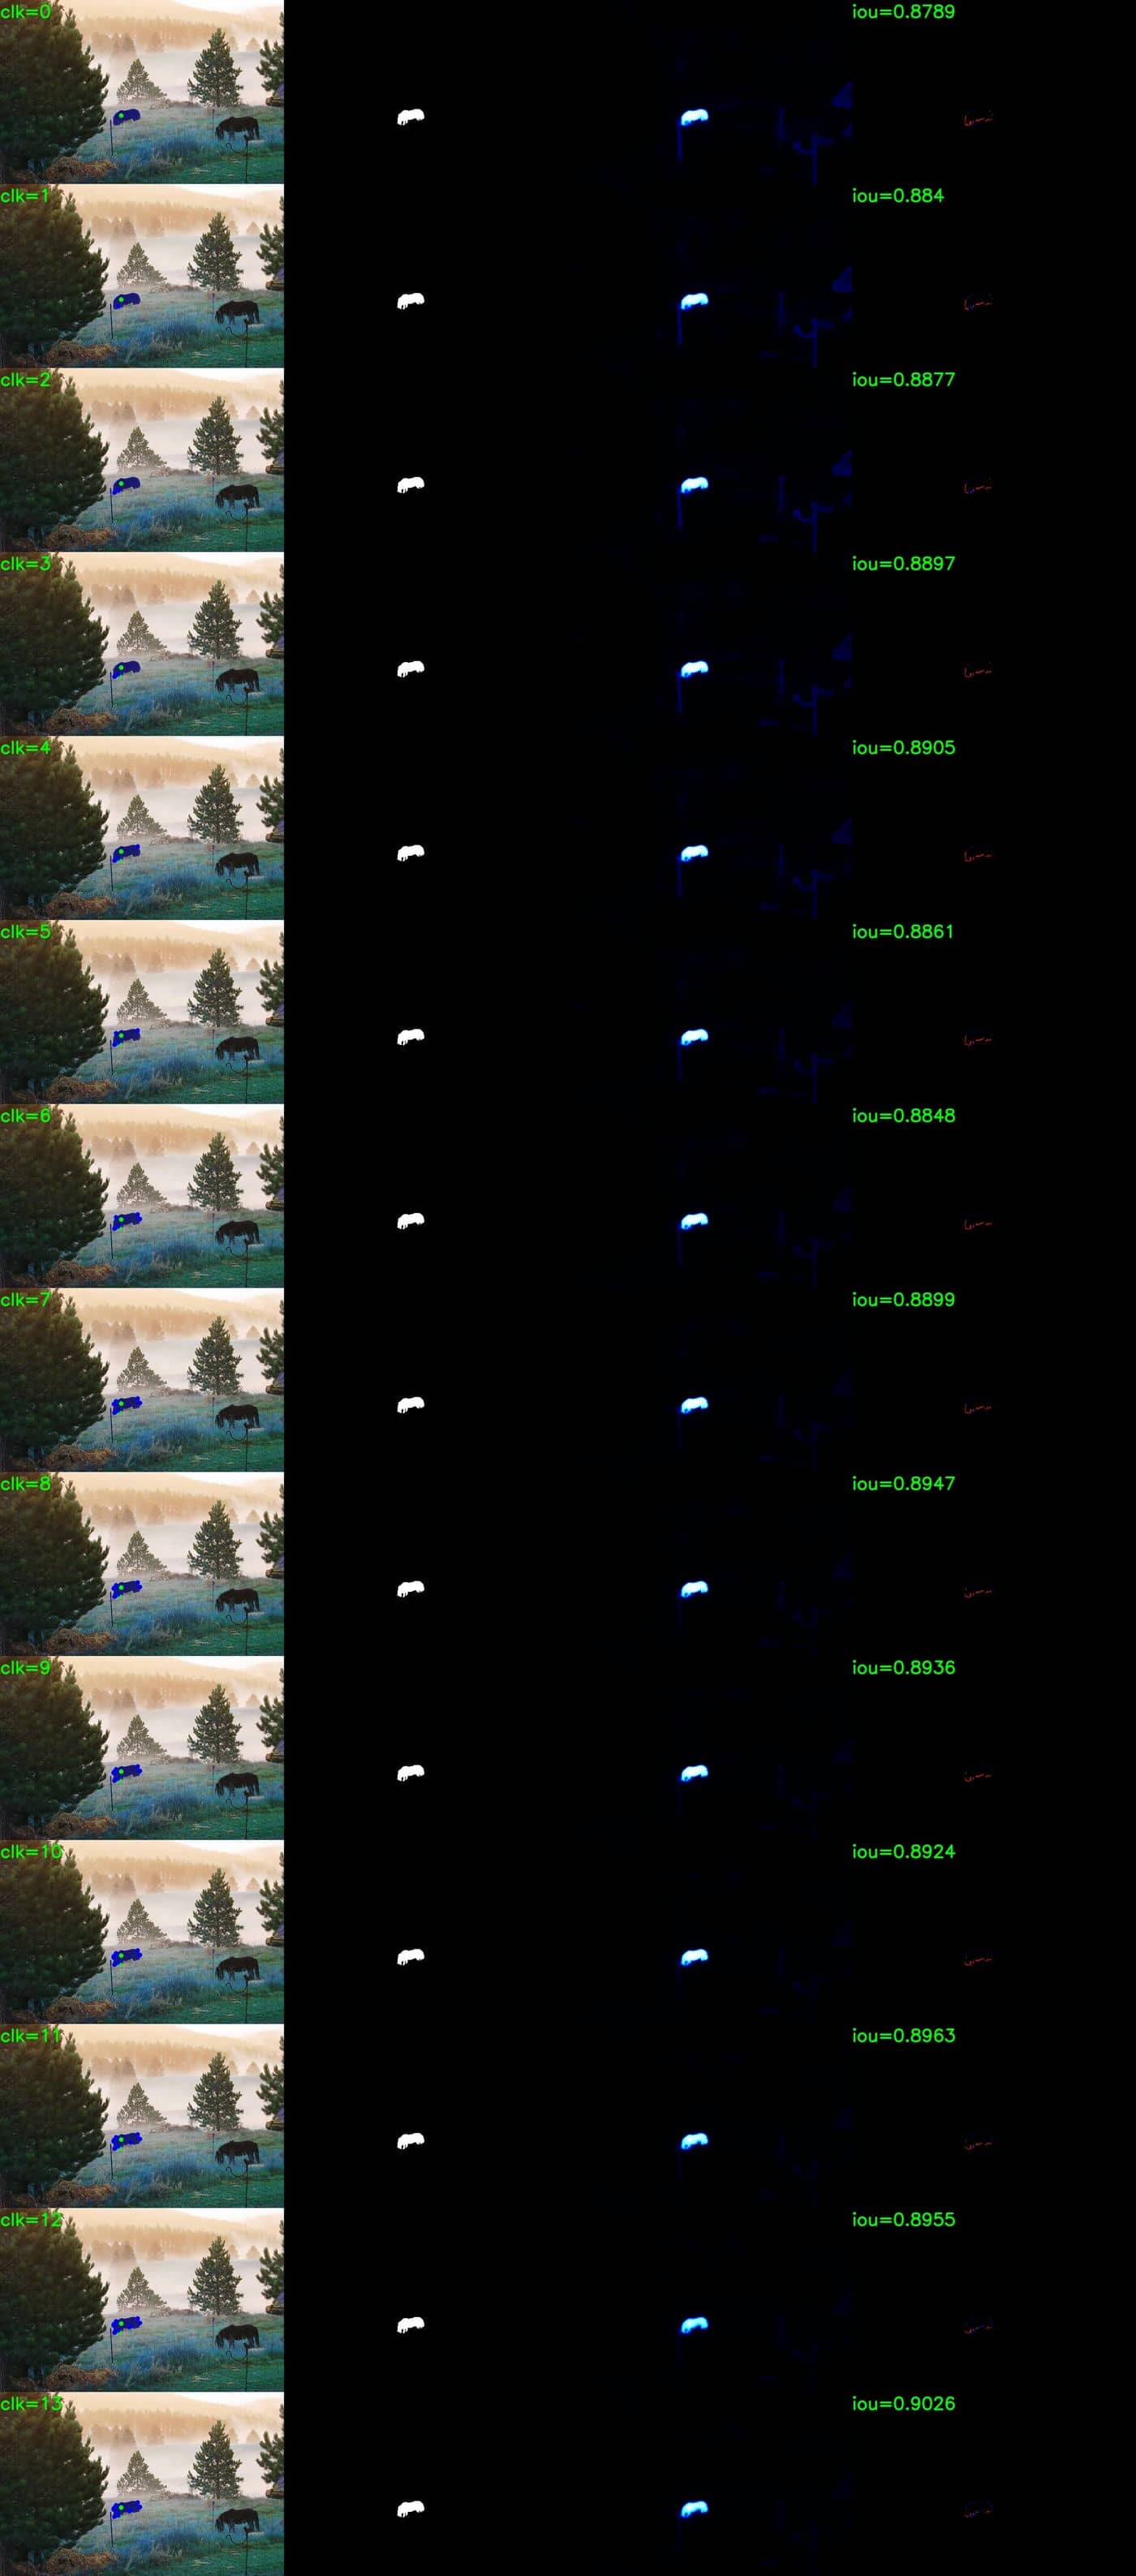 clk=0 iou=0.8789
clk=1 iou=0.884
clk=2 iou=0.8877
clk=3 iou=0.8897
clk=4 iou=0.8905
clk=5 iou=0.8861
clk=6 iou=0.8848
clk=7 iou=0.8899
clk=8 iou=0.8947
clk=9 iou=0.8936
clk=10 iou=0.8924
clk=11 iou=0.8963
clk=12 iou=0.8955
clk=13 iou=0.9026